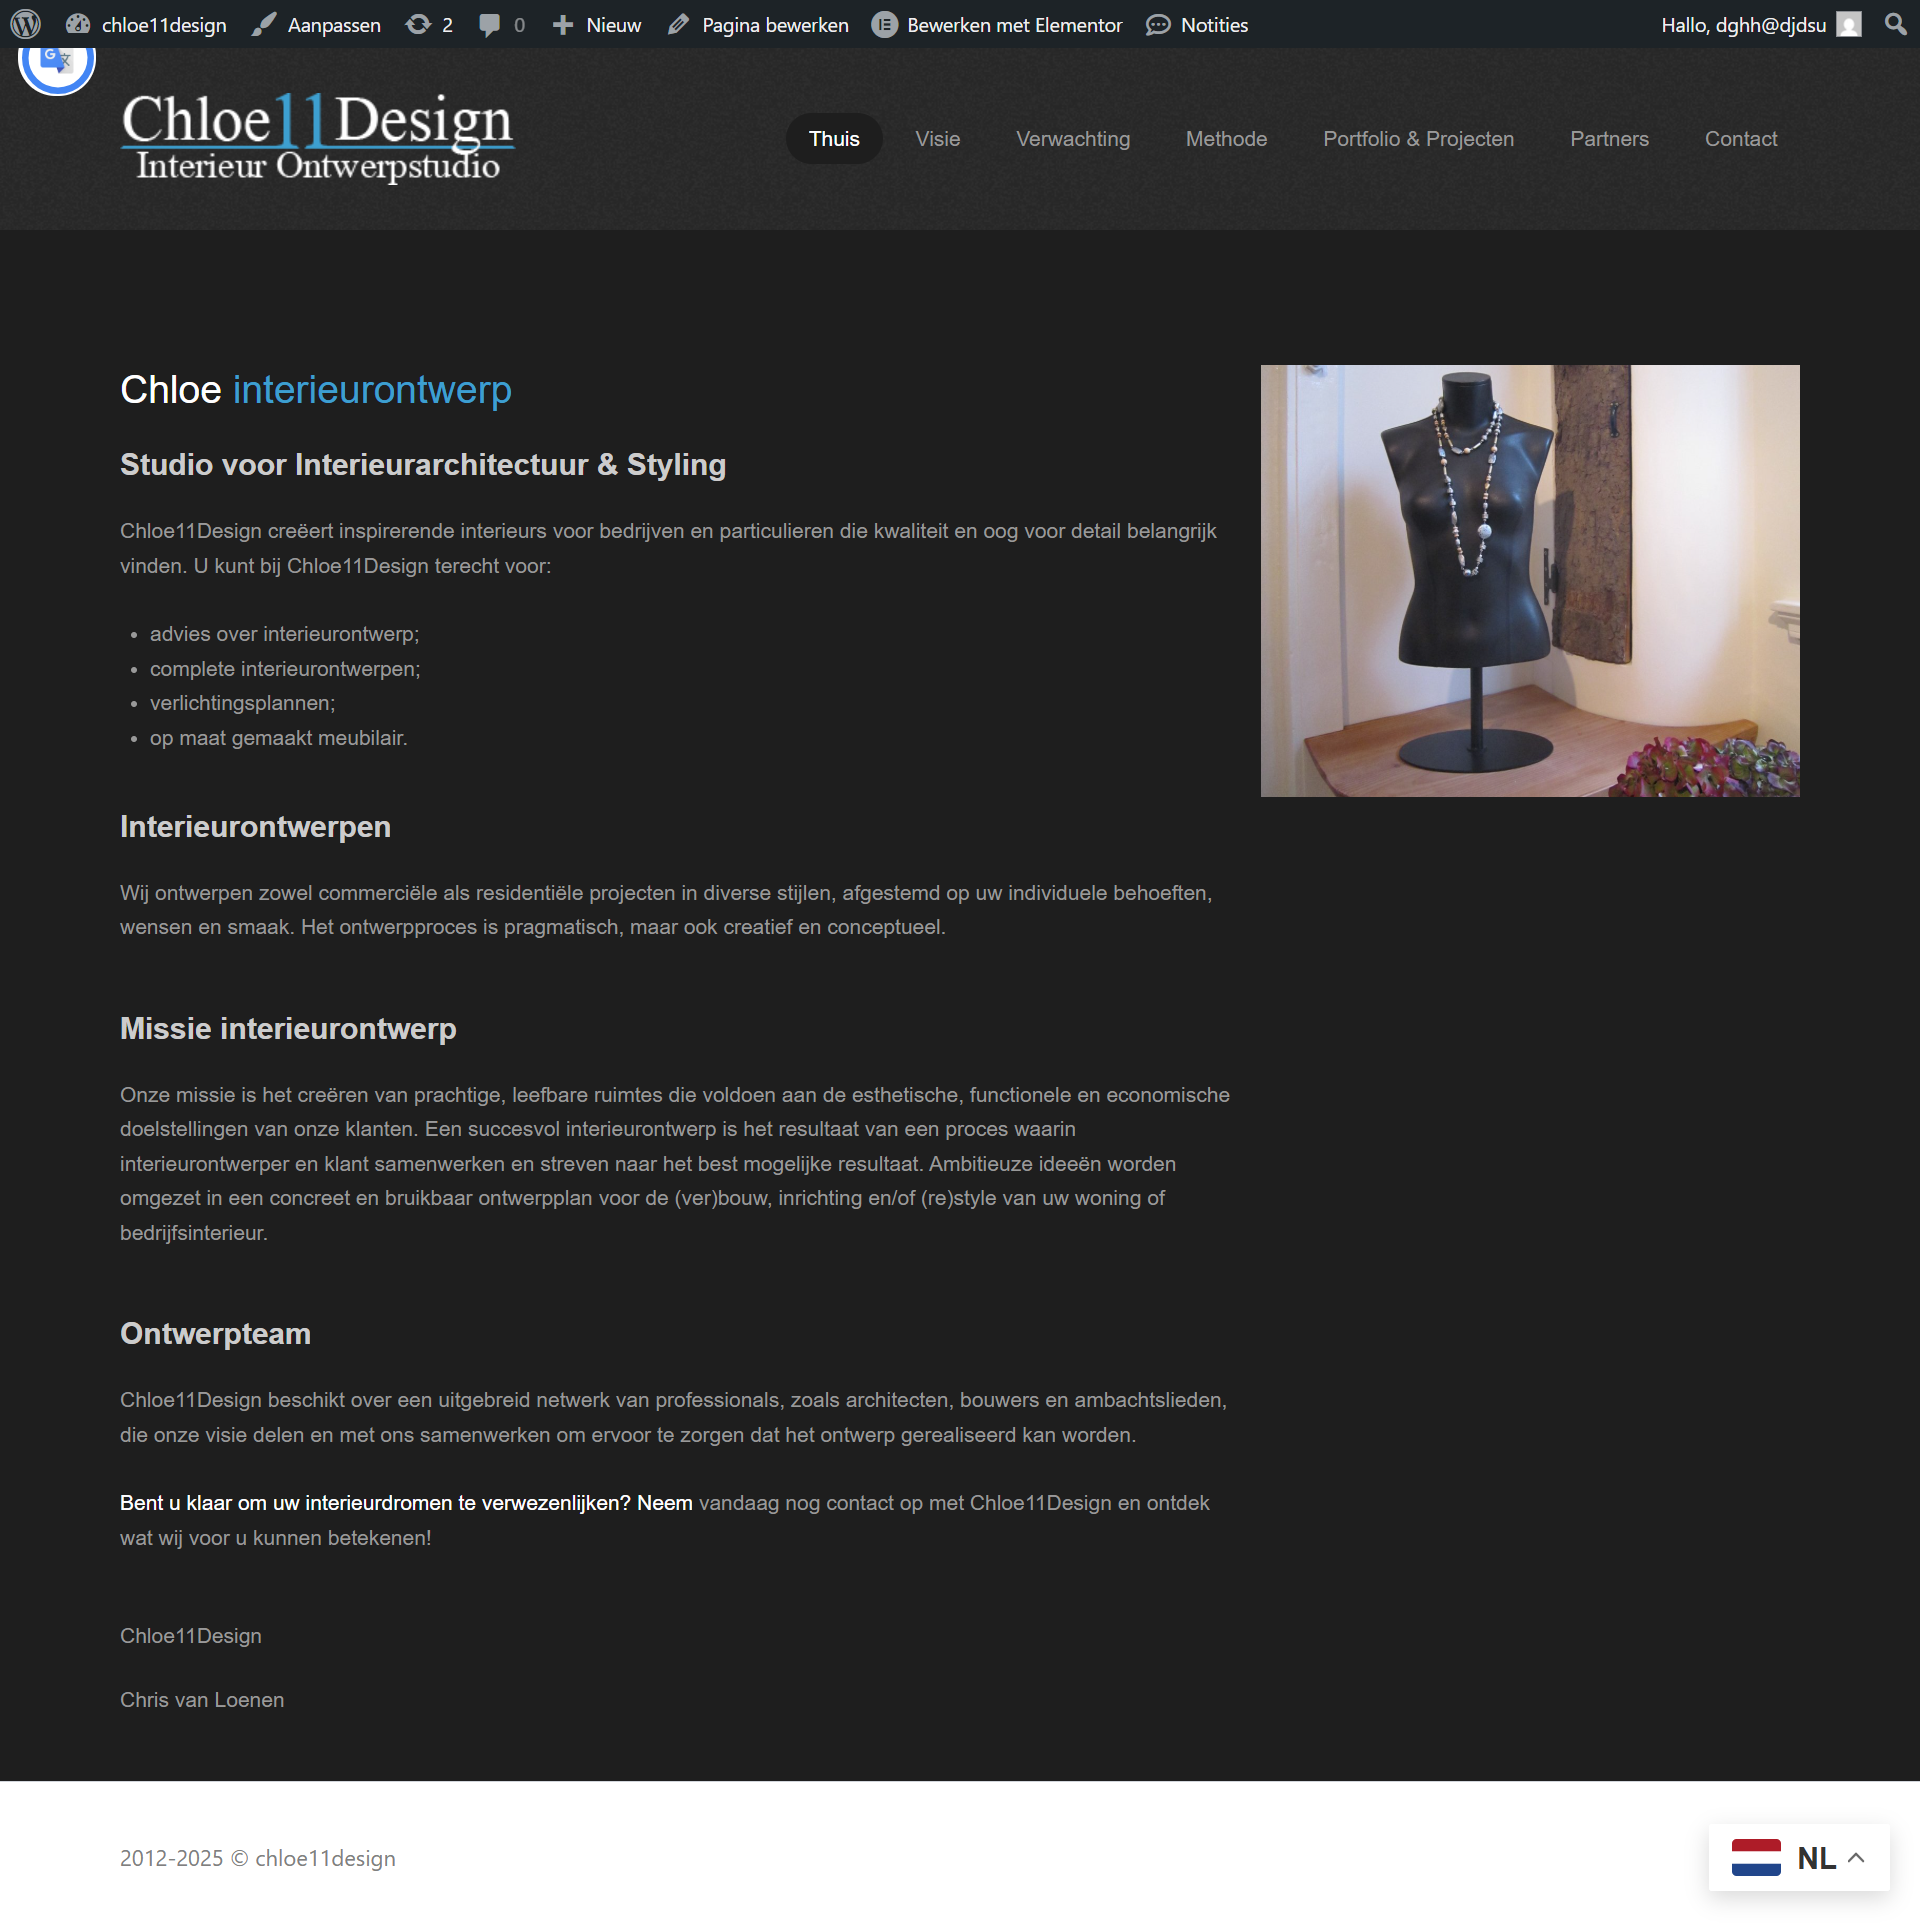 chloe11design Aanpassen 2 0 Nieuw Pagina bewerken Bewerken met Elementor Notities Hallo, dghh@djdsu
Chloe11Design
Interieur Ontwerpstudio
Thuis Visie Verwachting Methode Portfolio & Projecten Partners Contact
Chloe interieurontwerp
Studio voor Interieurarchitectuur & Styling
Chloe11Design creëert inspirerende interieurs voor bedrijven en particulieren die kwaliteit en oog voor detail belangrijk
vinden. U kunt bij Chloe11Design terecht voor:
• advies over interieurontwerp;
• complete interieurontwerpen;
• verlichtingsplannen;
• op maat gemaakt meubilair.
Interieurontwerpen
Wij ontwerpen zowel commerciële als residentiële projecten in diverse stijlen, afgestemd op uw individuele behoeften,
wensen en smaak. Het ontwerpproces is pragmatisch, maar ook creatief en conceptueel.
Missie interieurontwerp
Onze missie is het creëren van prachtige, leefbare ruimtes die voldoen aan de esthetische, functionele en economische
doelstellingen van onze klanten. Een succesvol interieurontwerp is het resultaat van een proces waarin
interieurontwerper en klant samenwerken en streven naar het best mogelijke resultaat. Ambitieuze ideeën worden
omgezet in een concreet en bruikbaar ontwerpplan voor de (ver)bouw, inrichting en/of (re)style van uw woning of
bedrijfsinterieur.
Ontwerpteam
Chloe11Design beschikt over een uitgebreid netwerk van professionals, zoals architecten, bouwers en ambachtslieden,
die onze visie delen en met ons samenwerken om ervoor te zorgen dat het ontwerp gerealiseerd kan worden.
Bent u klaar om uw interieurdromen te verwezenlijken? Neem vandaag nog contact op met Chloe11Design en ontdek
wat wij voor u kunnen betekenen!
Chloe11Design
Chris van Loenen
2012-2025 © chloe11design
NL